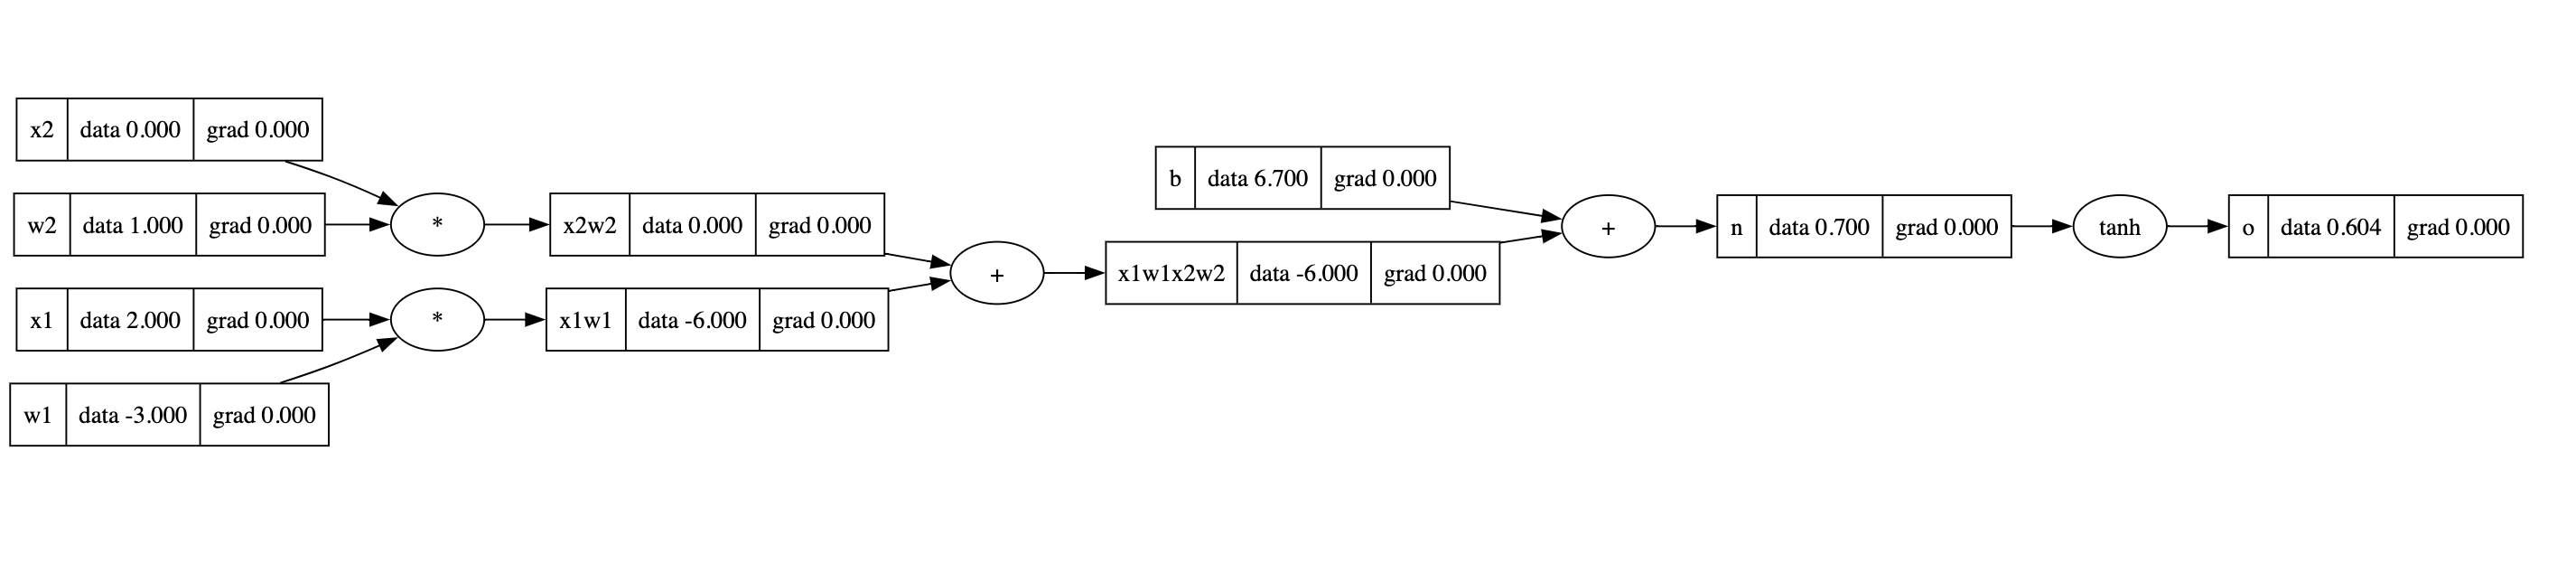 x2 data 0.000 grad 0.000
w2 data 1.000 grad 0.000
*
x2w2 data 0.000 grad 0.000
x1 data 2.000 grad 0.000
*
x1w1 data -6.000 grad 0.000
w1 data -3.000 grad 0.000
+
b data 6.700 grad 0.000
x1w1x2w2 data -6.000 grad 0.000
+
n data 0.700 grad 0.000
tanh
o data 0.604 grad 0.000